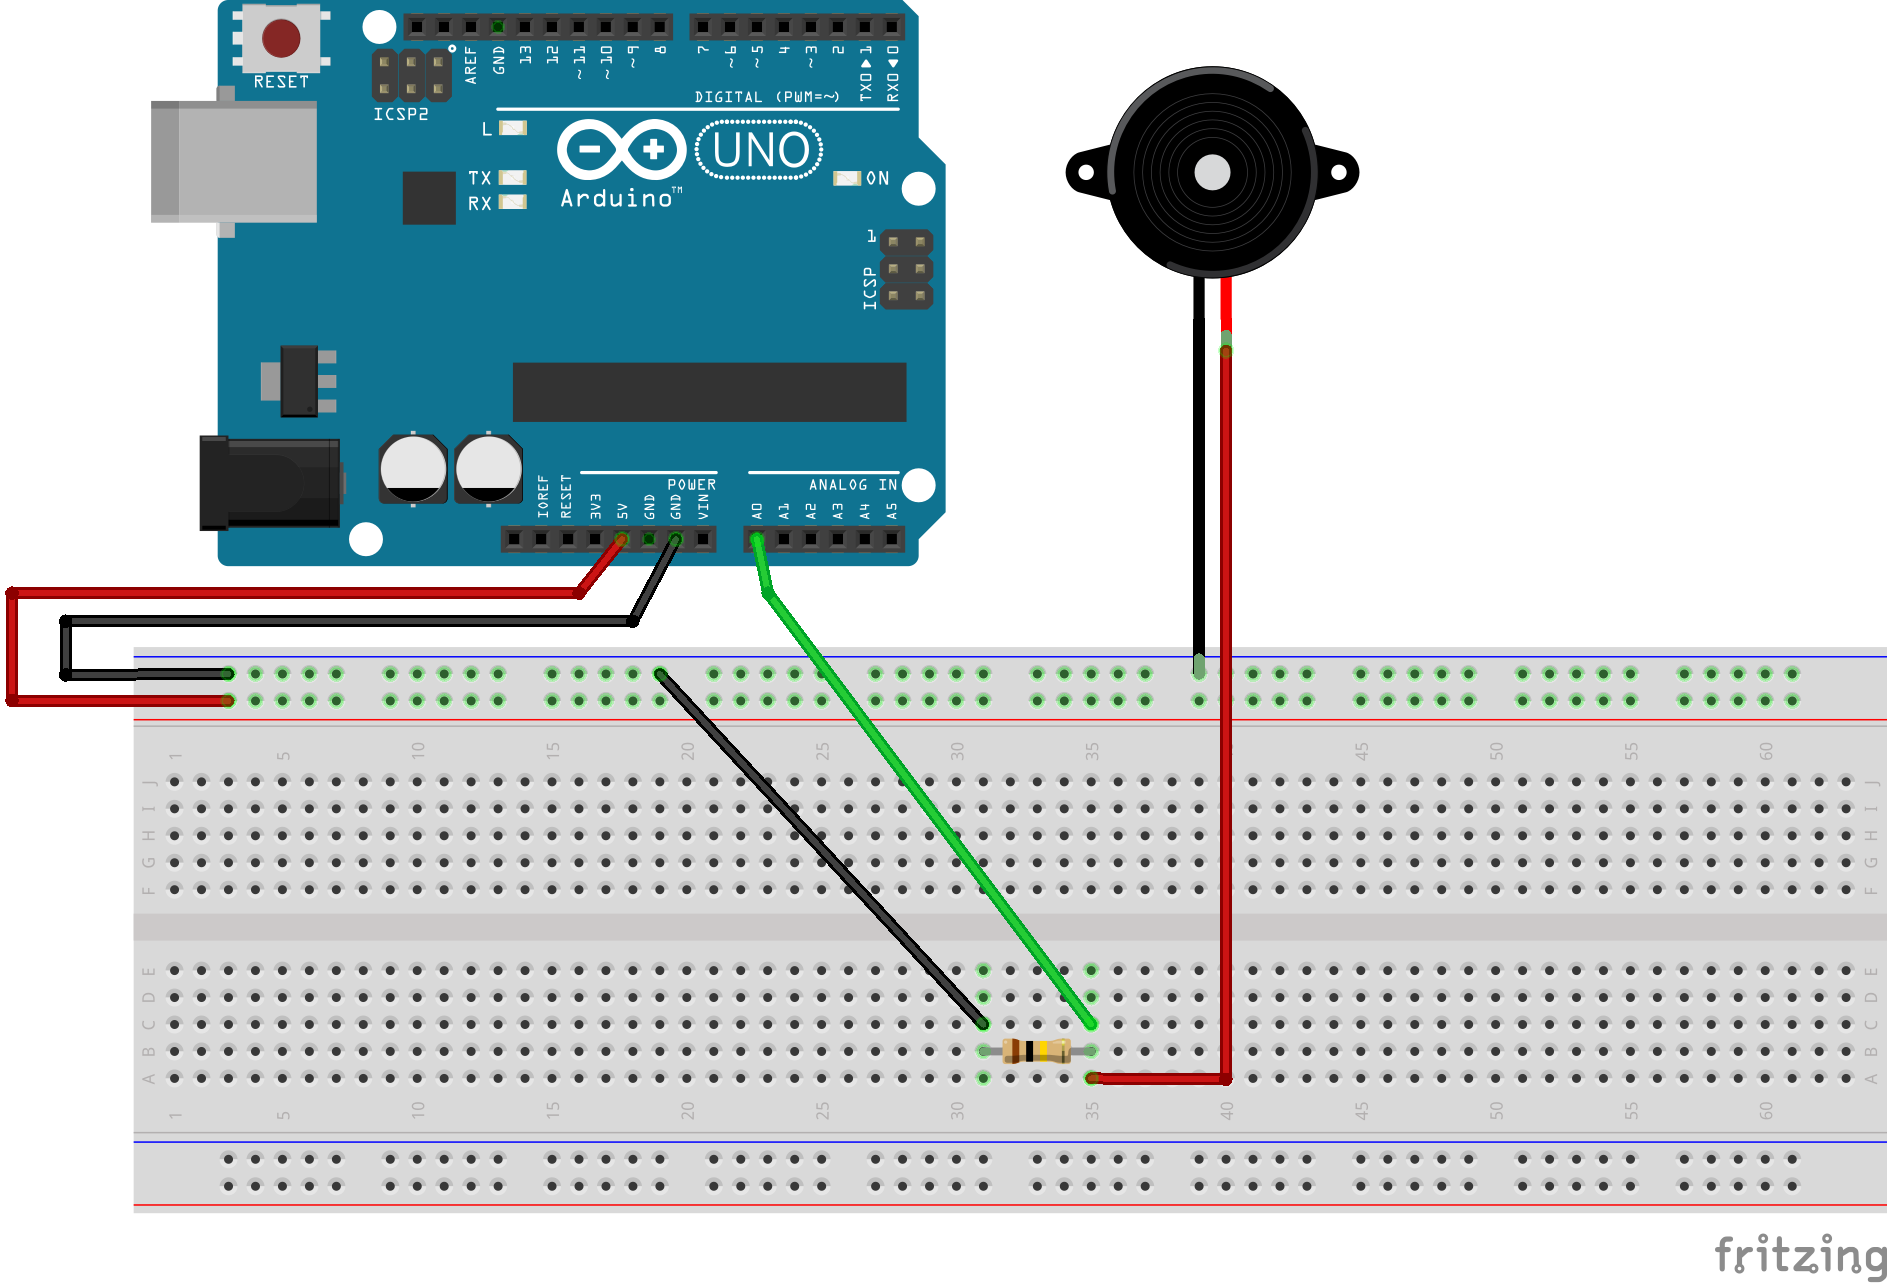 RESET
ICSP2
AREF
GND
13
12
~11
~10
~9
8
7
~6
~5
4
~3
2
TX0▶1
RX0◀0
DIGITAL (PWM=~)
L
TX
RX
UNO
Arduino™
ON
1
ICSP
POWER
ANALOG IN
IOREF
RESET
3V3
5V
GND
GND
VIN
A0
A1
A2
A3
A4
A5
1 5 10 15 20 25 30 35 45 50 55 60
J J
I I
H H
G G
F F
E E
D D
C C
B B
A A
1 5 10 15 20 25 30 35 40 45 50 55 60
fritzing